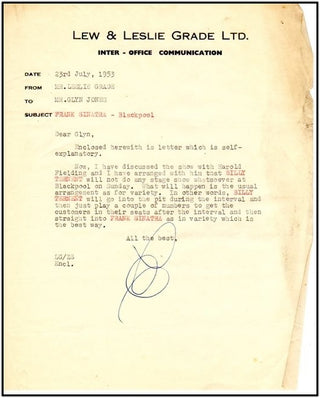 LEW & LESLIE GRADE LTD.
INTER - OFFICE COMMUNICATION
DATE 23rd July, 1953
FROM MR.LESLIE GRADE
TO MR.GLYN JONES
SUBJECT FRANK SINATRA - Blackpool
Dear Glyn,
Enclosed herewith is letter which is self-
explanatory.
Now, I have discussed the show with Harold
Fielding and I have arranged with him that BILLY
TERNENT will not do any stage show whatsoever at
Blackpool on Sunday. What will happen is the usual
arrangement as for variety. In other words, BILLY
TERNENT will go into the pit during the interval and
then just play a couple of numbers to get the
customers in their seats after the interval and then
straight into FRANK SINATRA as in variety which is
the best way.
All the best,
LG/ES
Encl.